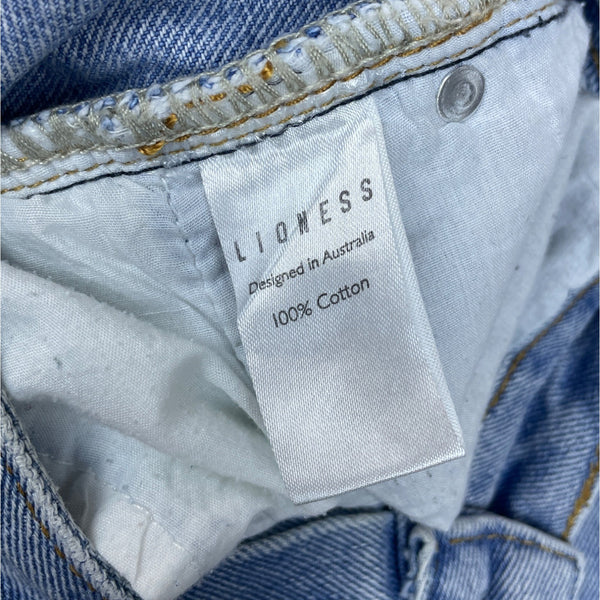 LIONESS
Designed in Australia
100% Cotton